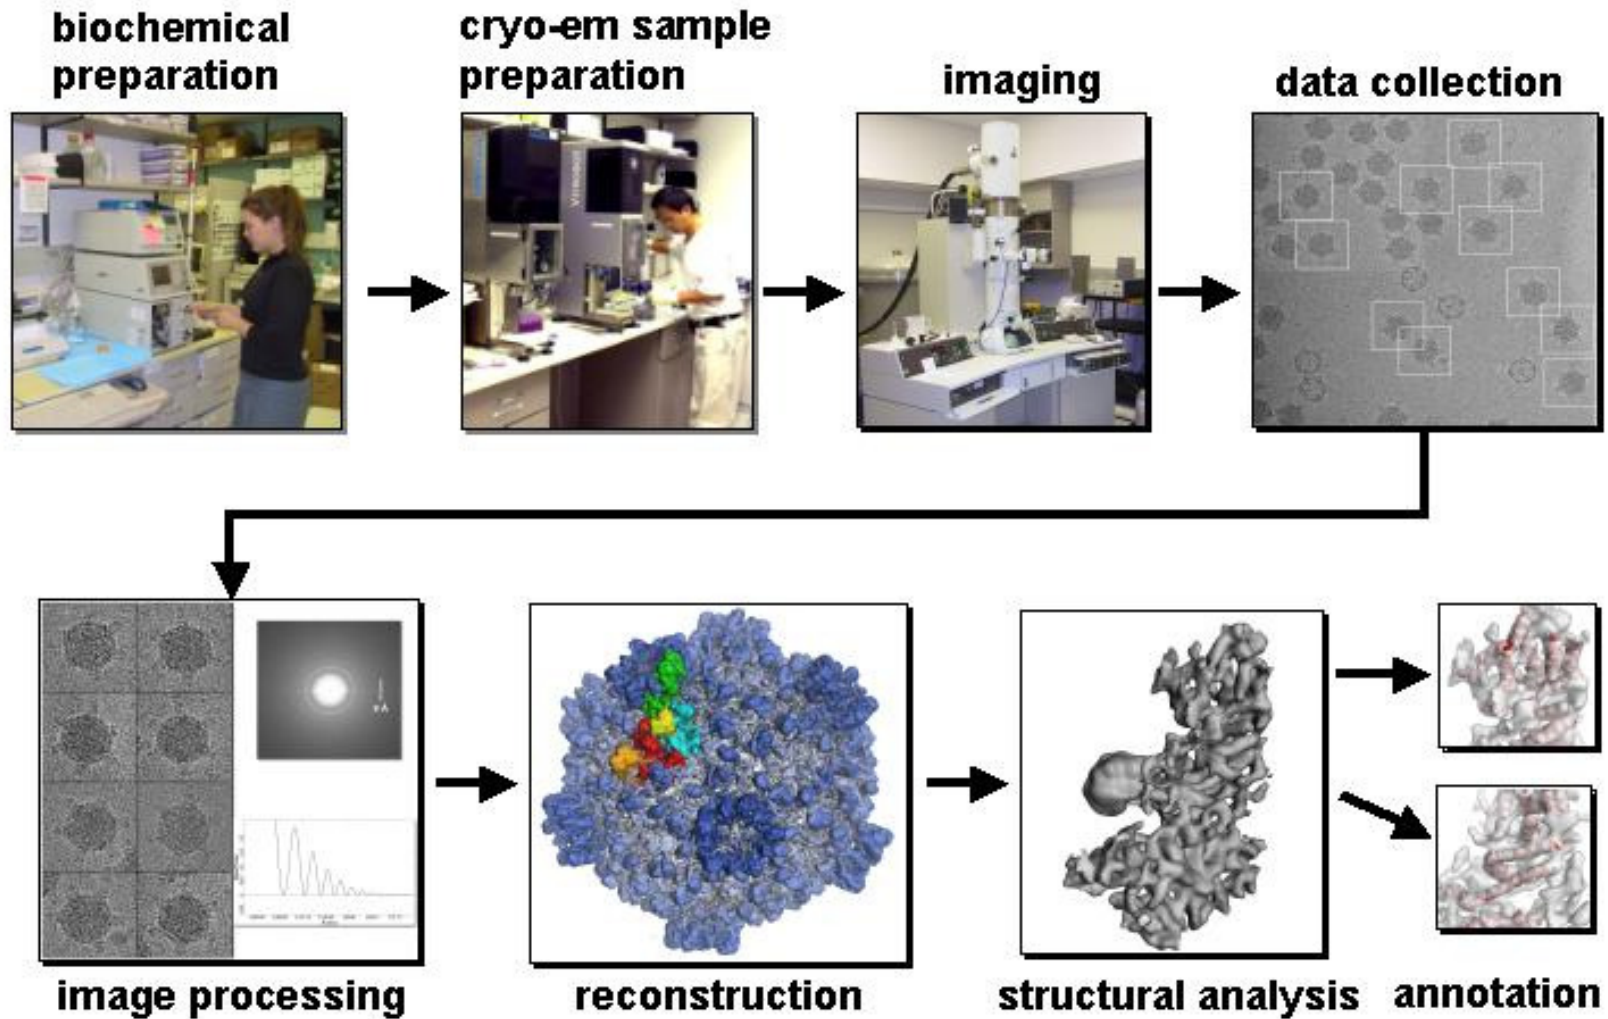 biochemical
preparation
cryo-em sample
preparation
imaging
data collection
image processing
reconstruction
structural analysis
annotation